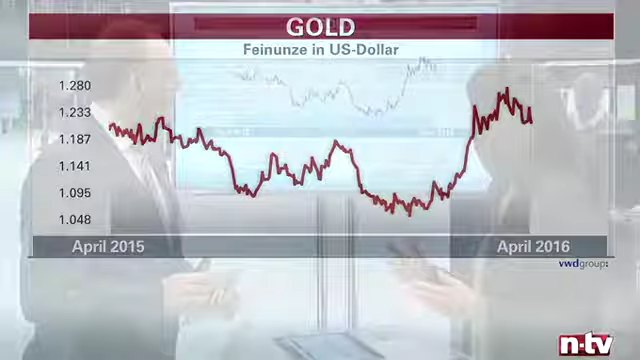 GOLD
Feinunze in US-Dollar
1.280
1.233
1.187
1.141
1.095
1.048
April 2015
April 2016
vwdgroup:
n-tv